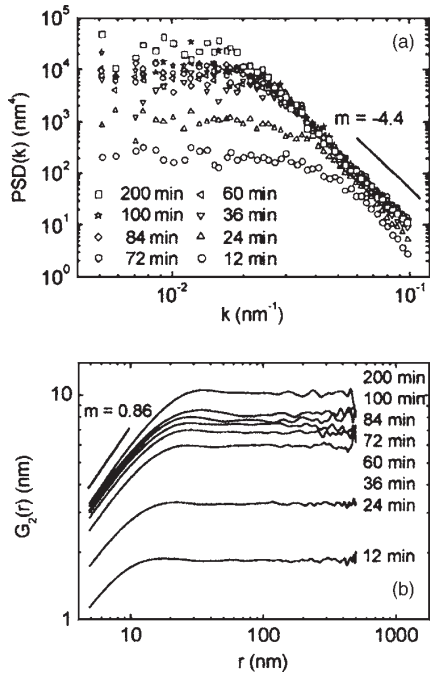 10^5
(a)
10^4
10^3
10^2
10^1
10^0
PSD(k) (nm^4)
m = -4.4
□ 200 min ◁ 60 min
★ 100 min ▽ 36 min
◇ 84 min △ 24 min
○ 72 min ○ 12 min
10^-2
10^-1
k (nm^-1)
10
1
G_2(r) (nm)
m = 0.86
200 min
100 min
84 min
72 min
60 min
36 min
24 min
12 min
(b)
10
100
1000
r (nm)